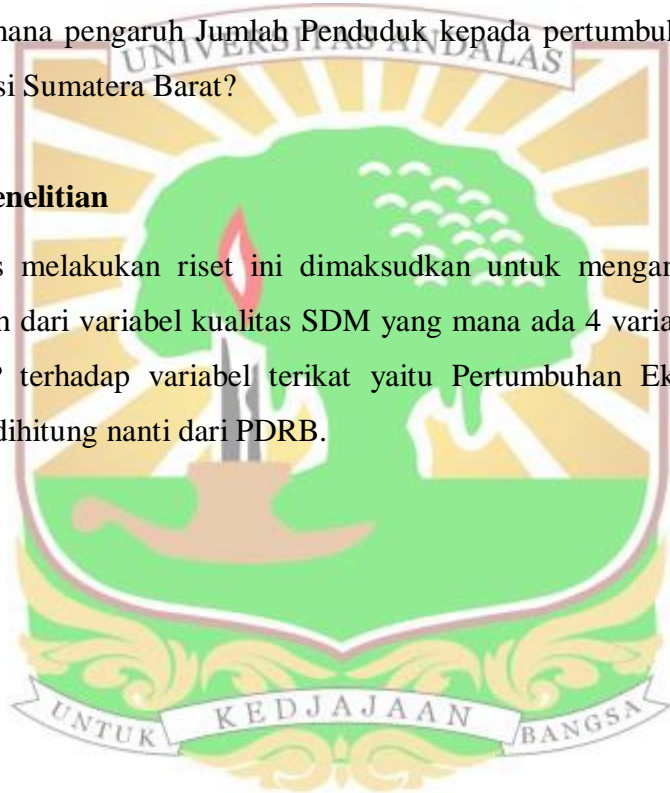 mana pengaruh Jumlah Penduduk kepada pertumbuh
UNIVERSITAS ANDALAS
si Sumatera Barat?
enelitian
s melakukan riset ini dimaksudkan untuk mengan
n dari variabel kualitas SDM yang mana ada 4 varia
terhadap variabel terikat yaitu Pertumbuhan Ek
dihitung nanti dari PDRB.
UNTUK KEDJAJAAN BANGSA